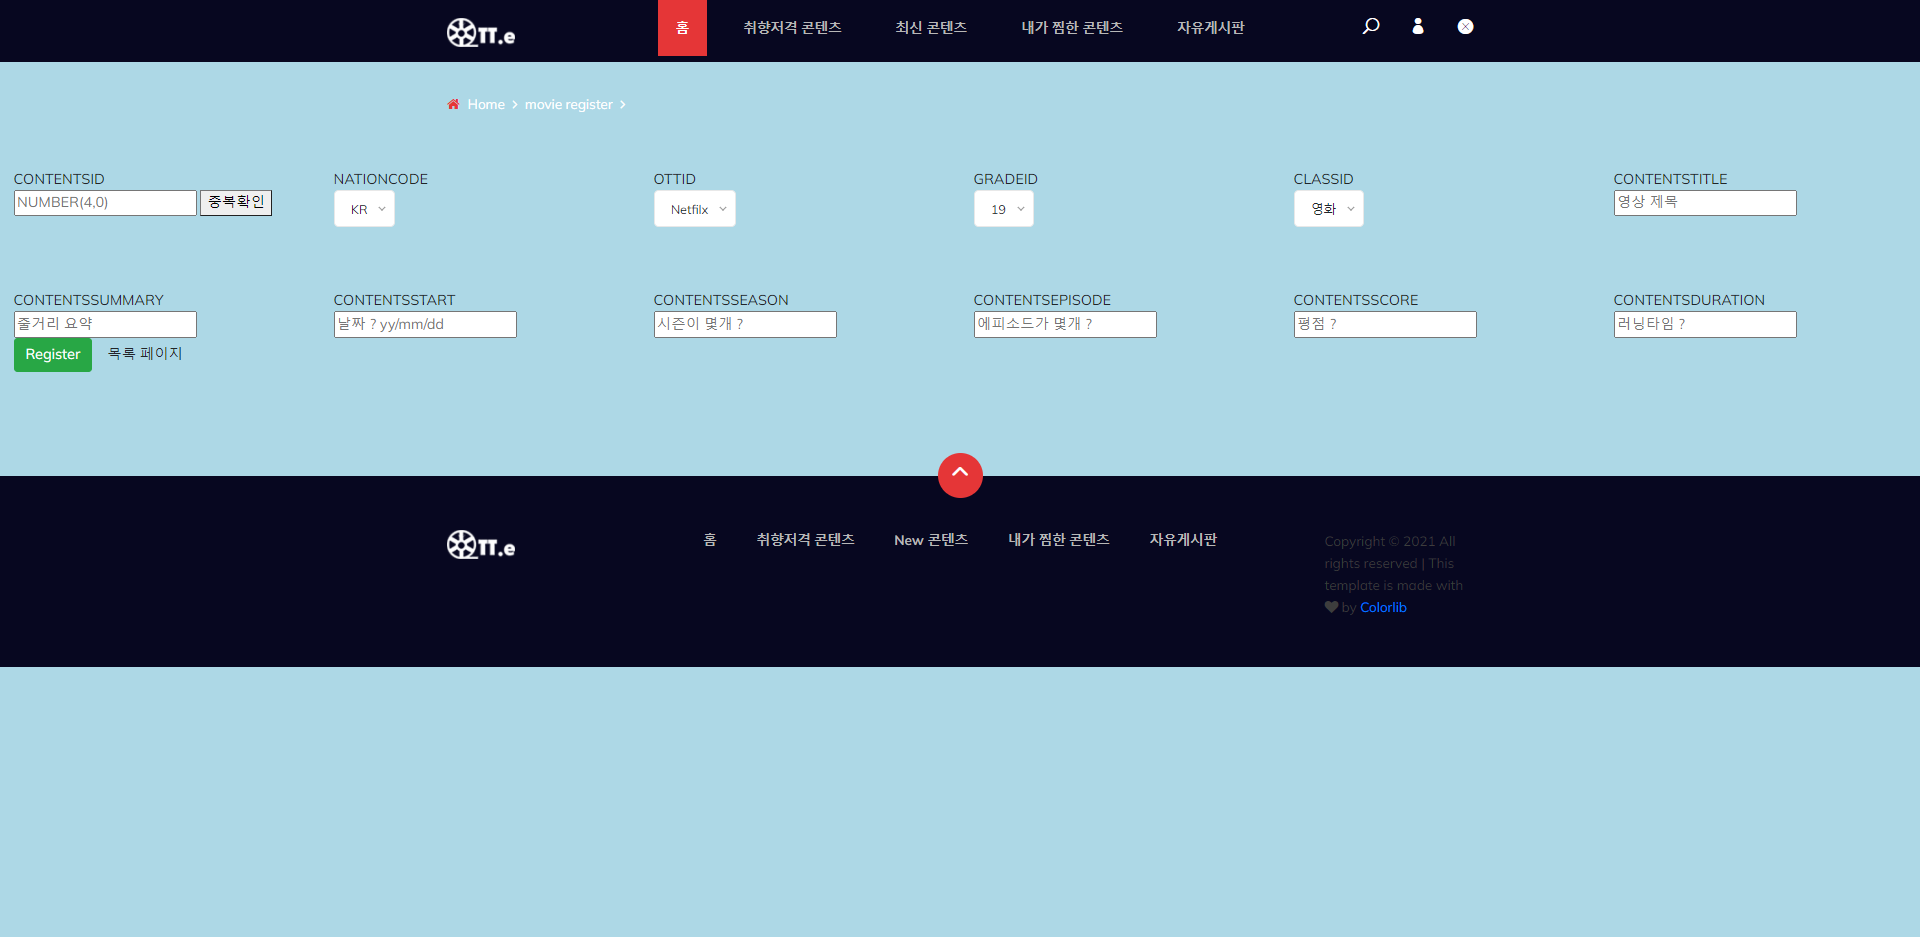 TT.e 홈 취향저격 콘텐츠 최신 콘텐츠 내가 찜한 콘텐츠 자유게시판
Home movie register
CONTENTSID NATIONCODE OTTID GRADEID CLASSID CONTENTSTITLE
NUMBER(4,0) 중복확인 KR Netfilx 19 영화 영상 제목
CONTENTSSUMMARY CONTENTSSTART CONTENTSSEASON CONTENTSEPISODE CONTENTSSCORE CONTENTSDURATION
줄거리 요약 날짜 ? yy/mm/dd 시즌이 몇개 ? 에피소드가 몇개 ? 평점 ? 러닝타임 ?
Register 목록 페이지
TT.e 홈 취향저격 콘텐츠 New 콘텐츠 내가 찜한 콘텐츠 자유게시판
Copyright © 2021 All
rights reserved | This
template is made with
by Colorlib